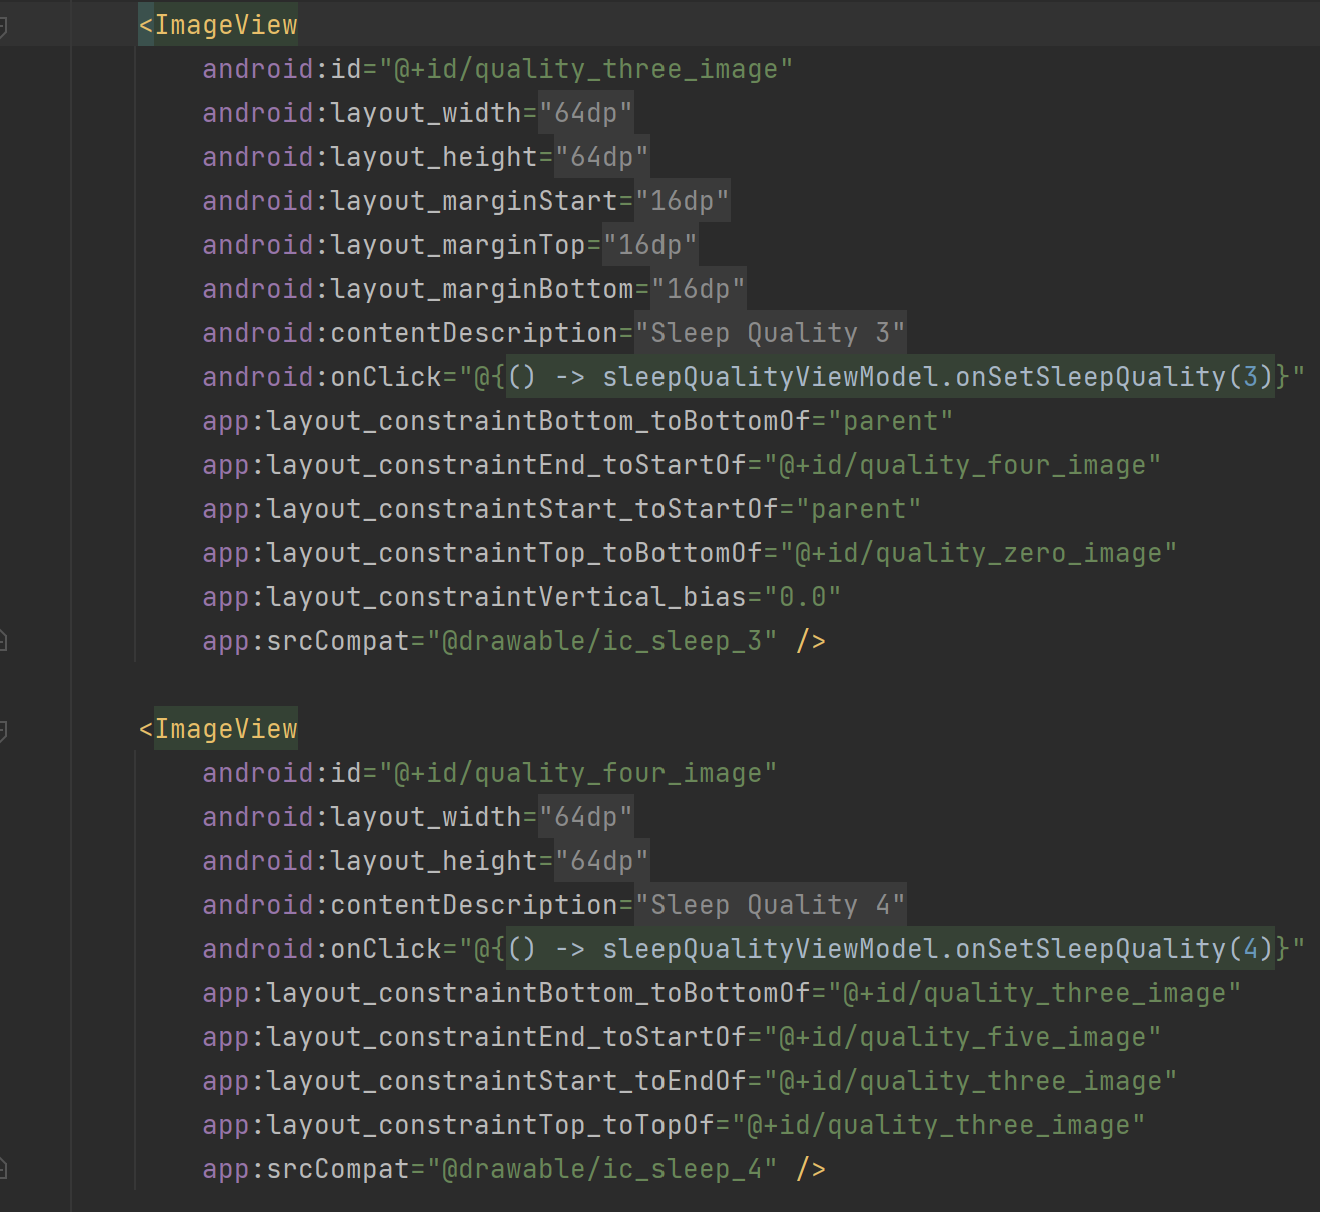 <ImageView
android:id="@+id/quality_three_image"
android:layout_width="64dp"
android:layout_height="64dp"
android:layout_marginStart="16dp"
android:layout_marginTop="16dp"
android:layout_marginBottom="16dp"
android:contentDescription="Sleep Quality 3"
android:onClick="@{() -> sleepQualityViewModel.onSetSleepQuality(3)}"
app:layout_constraintBottom_toBottomOf="parent"
app:layout_constraintEnd_toStartOf="@+id/quality_four_image"
app:layout_constraintStart_toStartOf="parent"
app:layout_constraintTop_toBottomOf="@+id/quality_zero_image"
app:layout_constraintVertical_bias="0.0"
app:srcCompat="@drawable/ic_sleep_3" />
<ImageView
android:id="@+id/quality_four_image"
android:layout_width="64dp"
android:layout_height="64dp"
android:contentDescription="Sleep Quality 4"
android:onClick="@{() -> sleepQualityViewModel.onSetSleepQuality(4)}"
app:layout_constraintBottom_toBottomOf="@+id/quality_three_image"
app:layout_constraintEnd_toStartOf="@+id/quality_five_image"
app:layout_constraintStart_toEndOf="@+id/quality_three_image"
app:layout_constraintTop_toTopOf="@+id/quality_three_image"
app:srcCompat="@drawable/ic_sleep_4" />